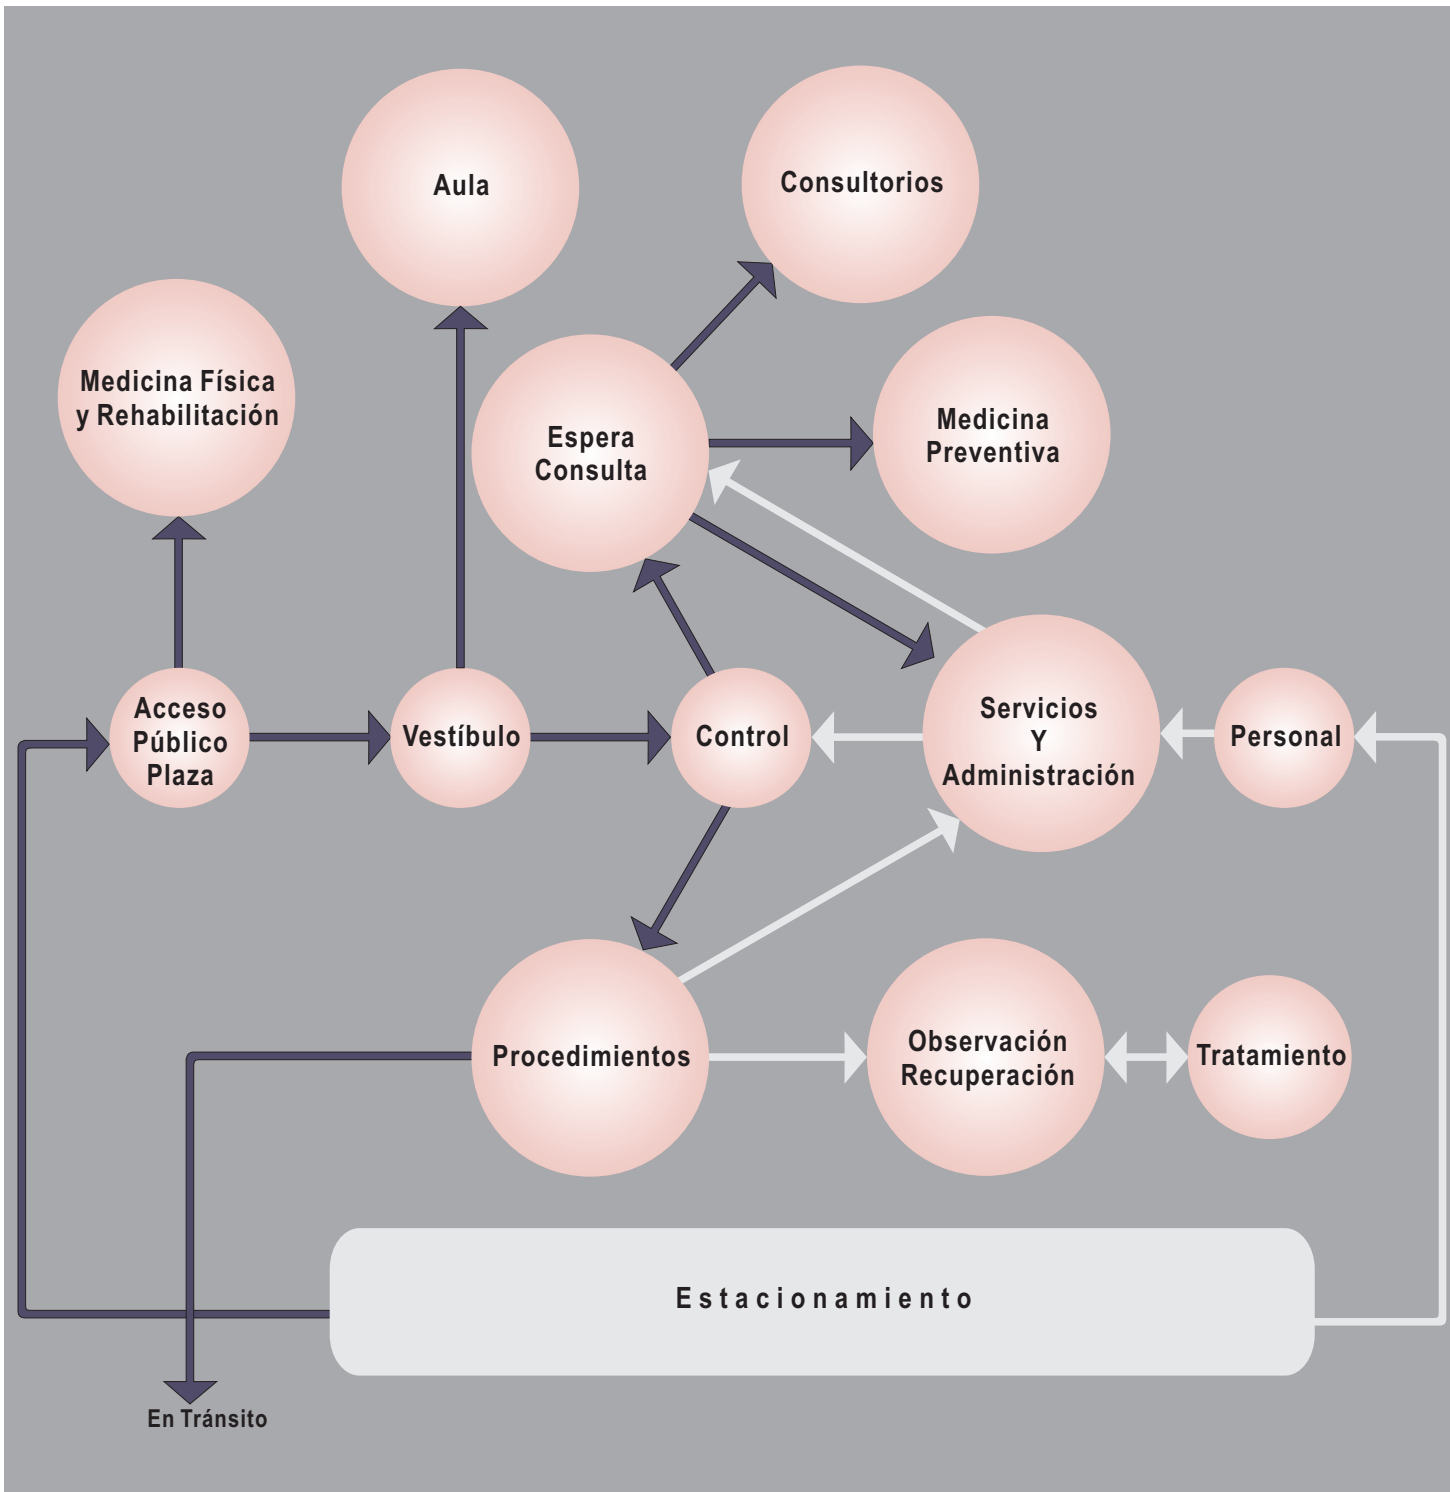 Aula
Consultorios
Medicina Física
y Rehabilitación
Espera
Consulta
Medicina
Preventiva
Acceso
Público
Plaza
Vestíbulo
Control
Servicios
Y
Administración
Personal
Procedimientos
Observación
Recuperación
Tratamiento
Estacionamiento
En Tránsito